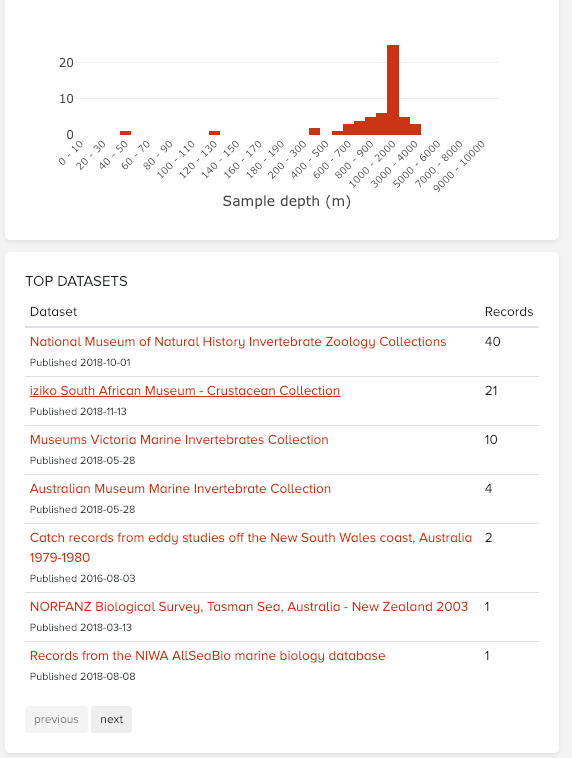 20
10
0
0 - 10
20 - 30
40 - 50
60 - 70
80 - 90
100 - 110
120 - 130
140 - 150
160 - 170
180 - 190
200 - 300
400 - 500
600 - 700
800 - 900
1000 - 2000
3000 - 4000
5000 - 6000
7000 - 8000
9000 - 10000
Sample depth (m)
TOP DATASETS
Dataset Records
National Museum of Natural History Invertebrate Zoology Collections 40
Published 2018-10-01
iziko South African Museum - Crustacean Collection 21
Published 2018-11-13
Museums Victoria Marine Invertebrates Collection 10
Published 2018-05-28
Australian Museum Marine Invertebrate Collection 4
Published 2018-05-28
Catch records from eddy studies off the New South Wales coast, Australia 2
1979-1980
Published 2016-08-03
NORFANZ Biological Survey, Tasman Sea, Australia - New Zealand 2003 1
Published 2018-03-13
Records from the NIWA AllSeaBio marine biology database 1
Published 2018-08-08
previous next